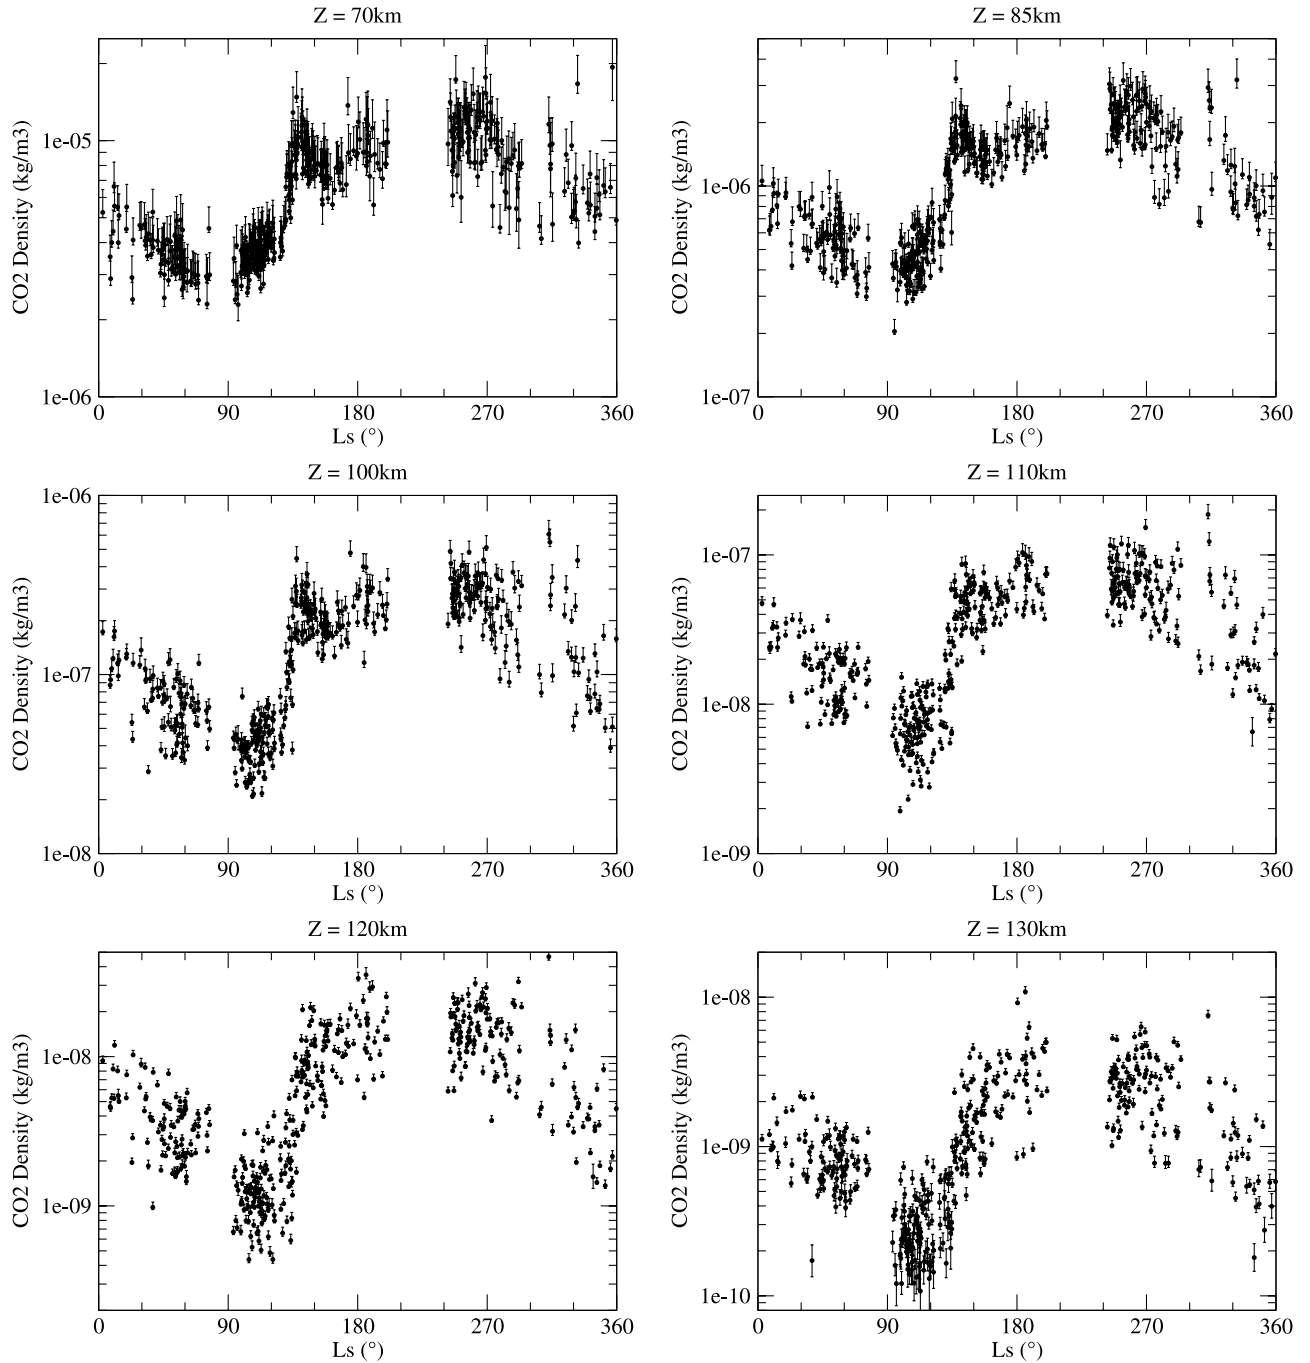 Z = 70km
CO2 Density (kg/m3)
1e-05
1e-06
0 90 180 270 360
Ls (°)
Z = 85km
CO2 Density (kg/m3)
1e-06
1e-07
0 90 180 270 360
Ls (°)
Z = 100km
CO2 Density (kg/m3)
1e-06
1e-07
1e-08
0 90 180 270 360
Ls (°)
Z = 110km
CO2 Density (kg/m3)
1e-07
1e-08
1e-09
0 90 180 270 360
Ls (°)
Z = 120km
CO2 Density (kg/m3)
1e-08
1e-09
0 90 180 270 360
Ls (°)
Z = 130km
CO2 Density (kg/m3)
1e-08
1e-09
1e-10
0 90 180 270 360
Ls (°)